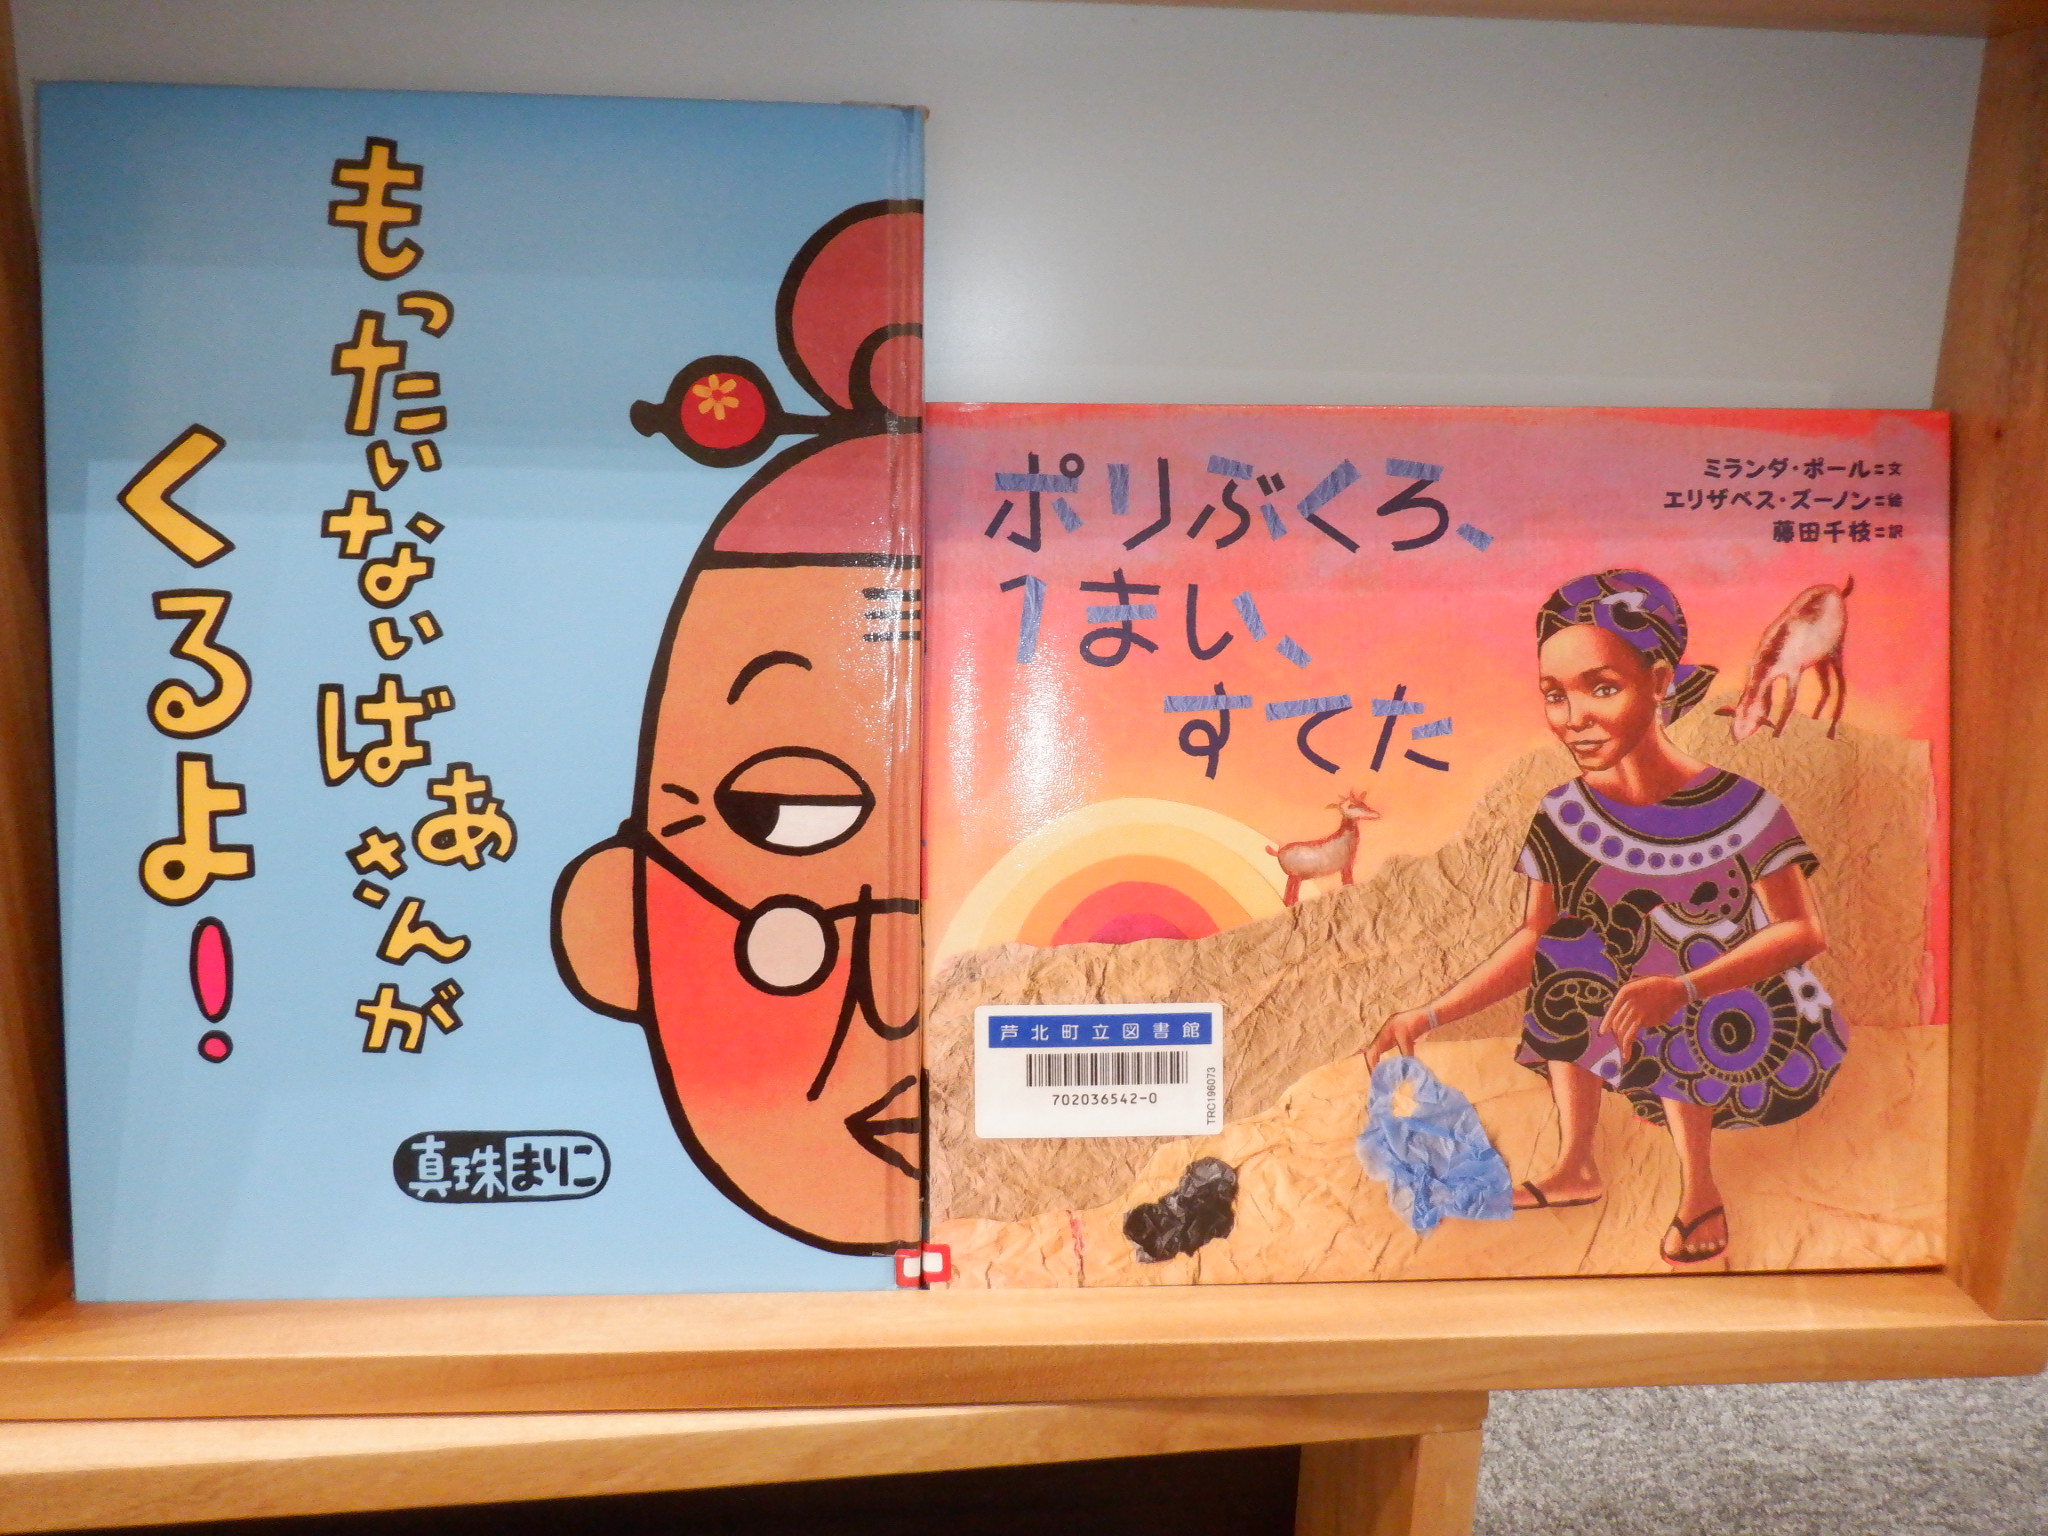 もったいないばあさんが
くるよ!
真珠まりこ
ポリぶくろ、
1まい、
すてた
ミランダ・ポール=文
エリザベス・ズーノン=絵
藤田千枝=訳
芦北町立図書館
702036542-0
TRC196073